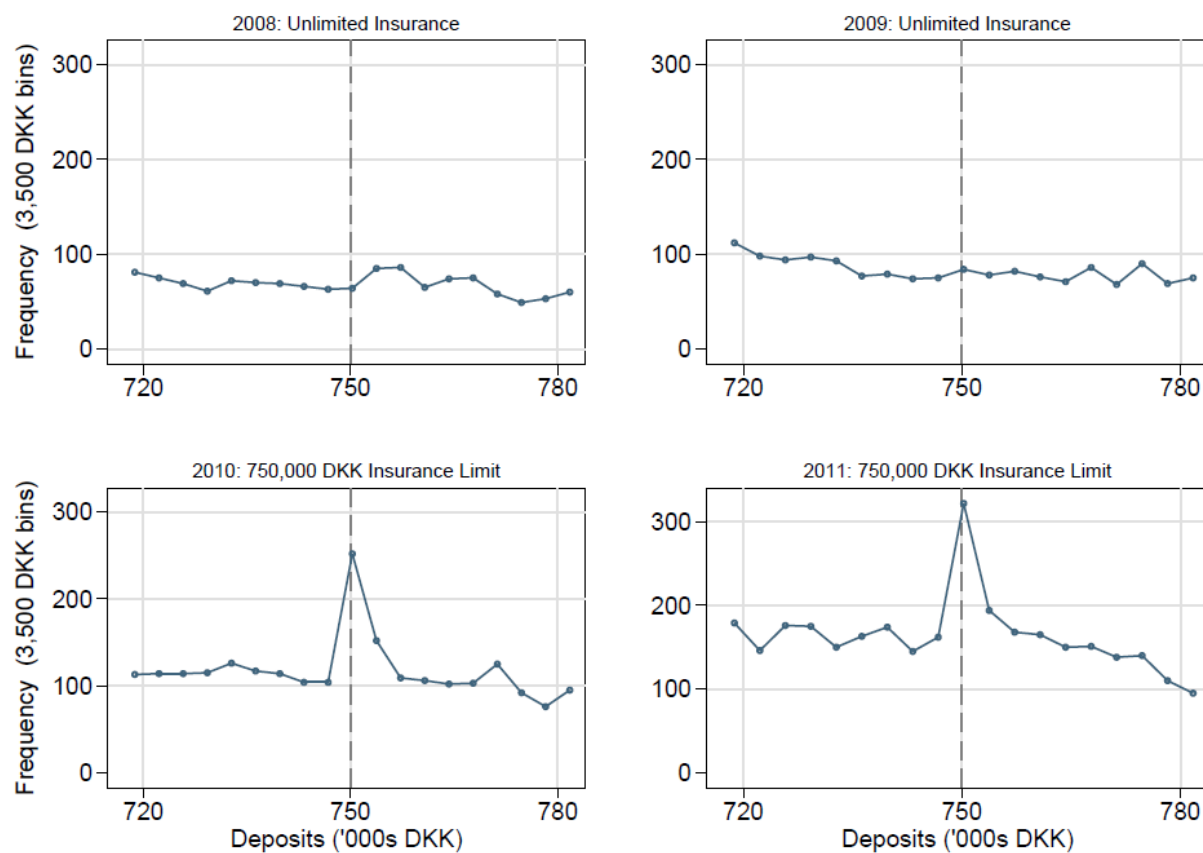 2008: Unlimited Insurance
Frequency (3,500 DKK bins)
300
200
100
0
720 750 780
2009: Unlimited Insurance
300
200
100
0
720 750 780
2010: 750,000 DKK Insurance Limit
Frequency (3,500 DKK bins)
300
200
100
0
720 750 780
Deposits ('000s DKK)
2011: 750,000 DKK Insurance Limit
300
200
100
0
720 750 780
Deposits ('000s DKK)